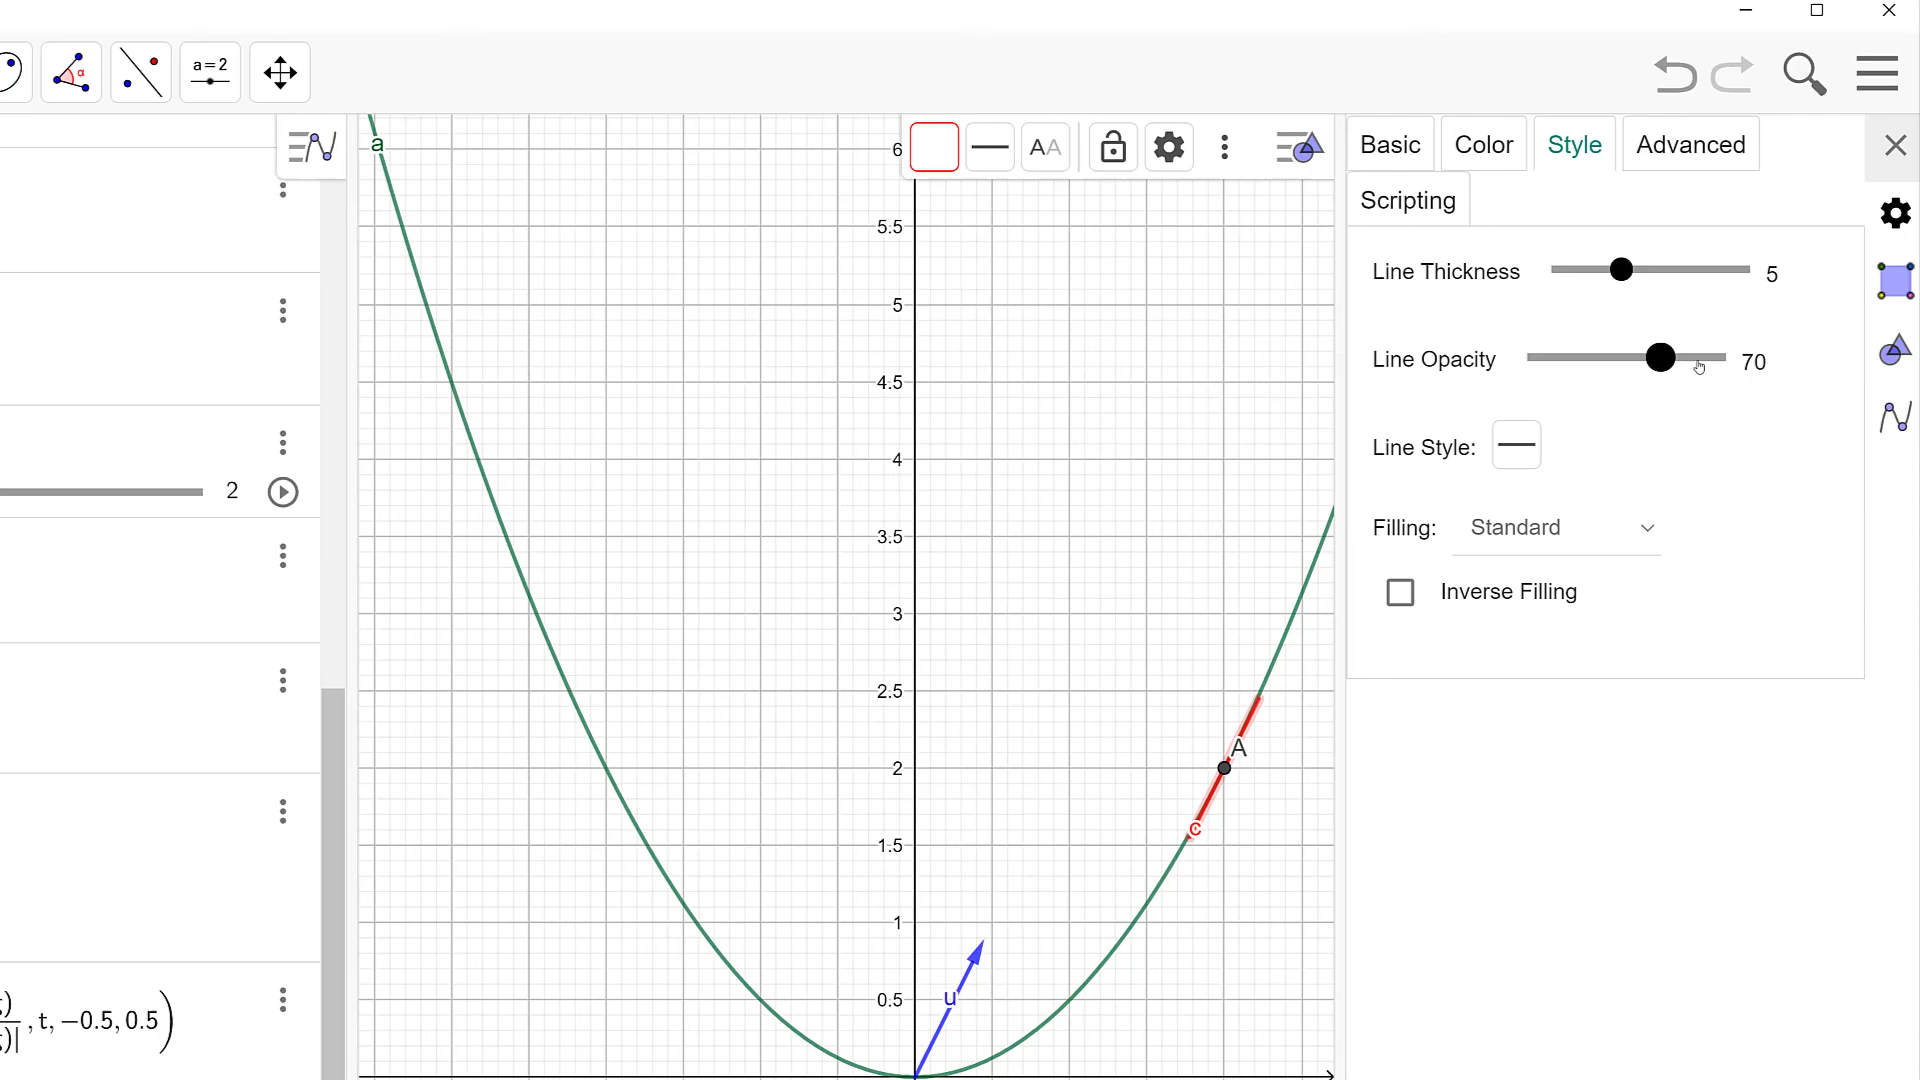 a=2
α
AA
Basic
Color
Style
Advanced
Scripting
Line Thickness
5
Line Opacity
70
Line Style:
Filling:
Standard
Inverse Filling
2
, t, −0.5, 0.5)
a
6
5.5
5
4.5
4
3.5
3
2.5
2
1.5
1
0.5
A
c
u